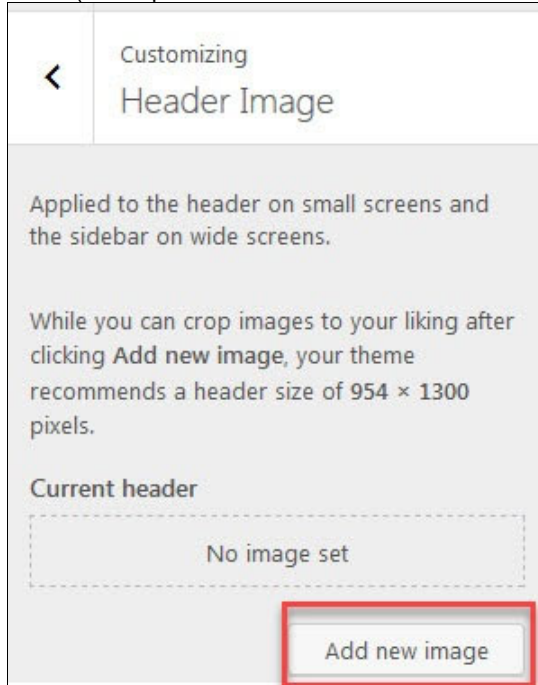 Customizing
Header Image
Applied to the header on small screens and
the sidebar on wide screens.
While you can crop images to your liking after
clicking Add new image, your theme
recommends a header size of 954 × 1300
pixels.
Current header
No image set
Add new image